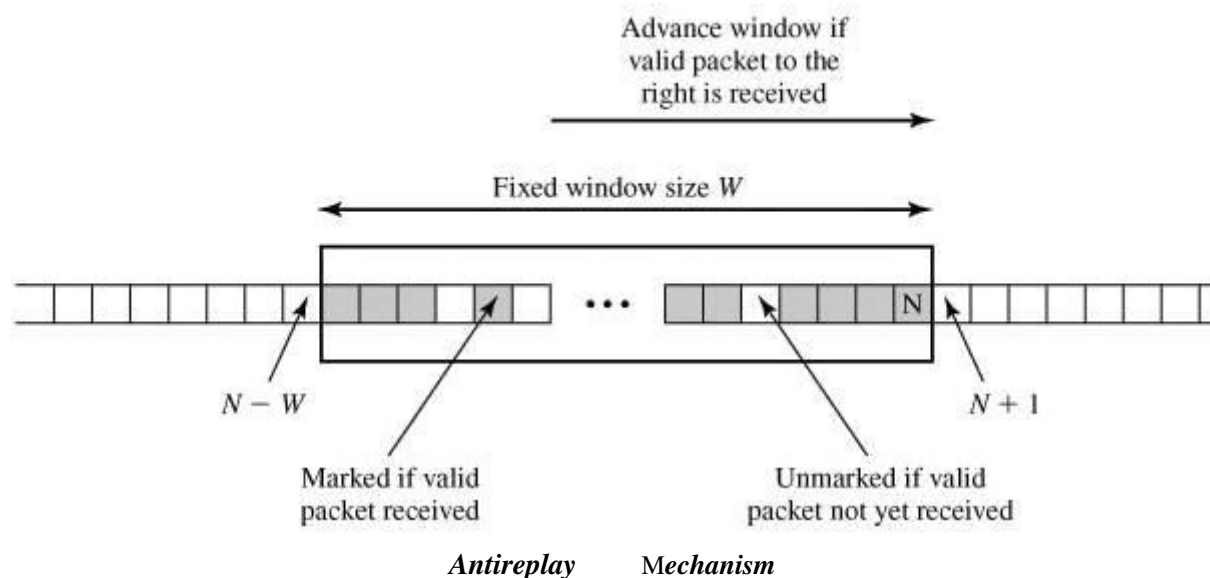 Advance window if
valid packet to the
right is received
Fixed window size W
N
N − W
N + 1
Marked if valid
packet received
Unmarked if valid
packet not yet received
Antireplay Mechanism